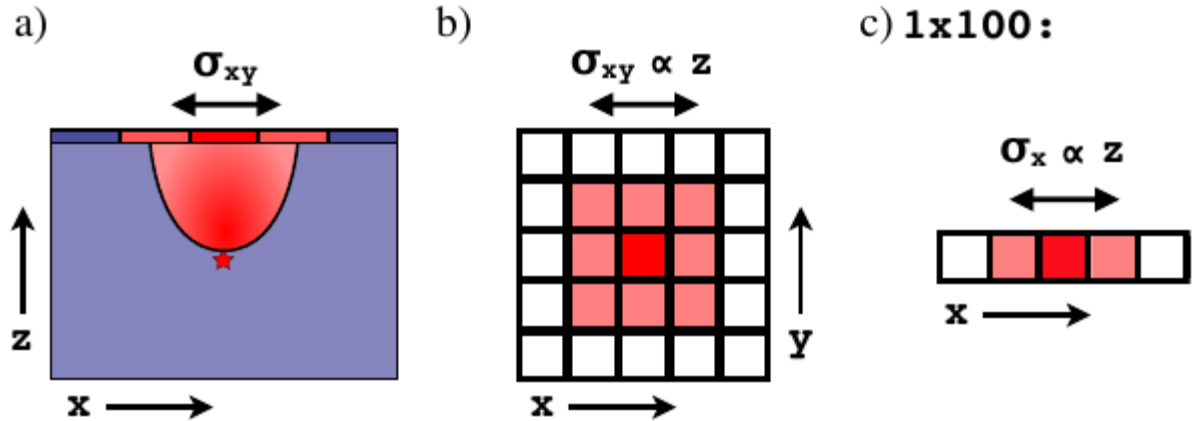 a)
σxy
z
x
b)
σxy ∝ z
y
x
c) 1x100:
σx ∝ z
x